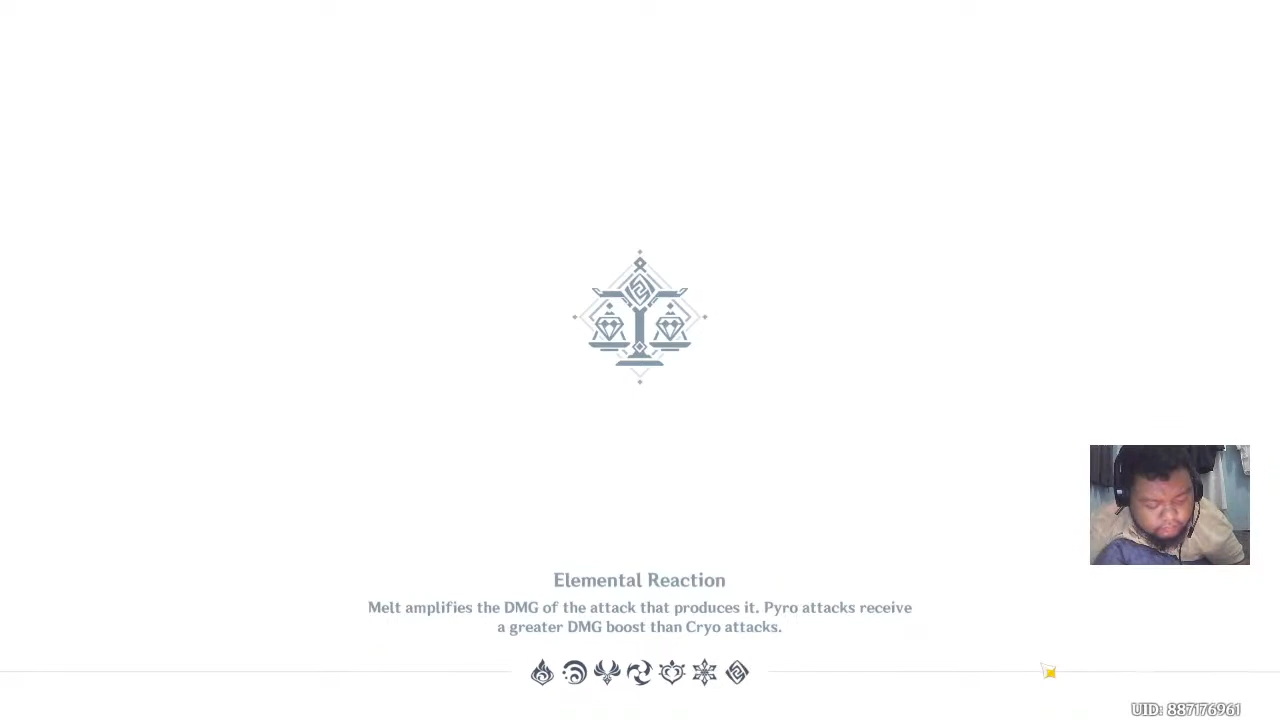 Elemental Reaction
Melt amplifies the DMG of the attack that produces it. Pyro attacks receive
a greater DMG boost than Cryo attacks.
UID: 887176961